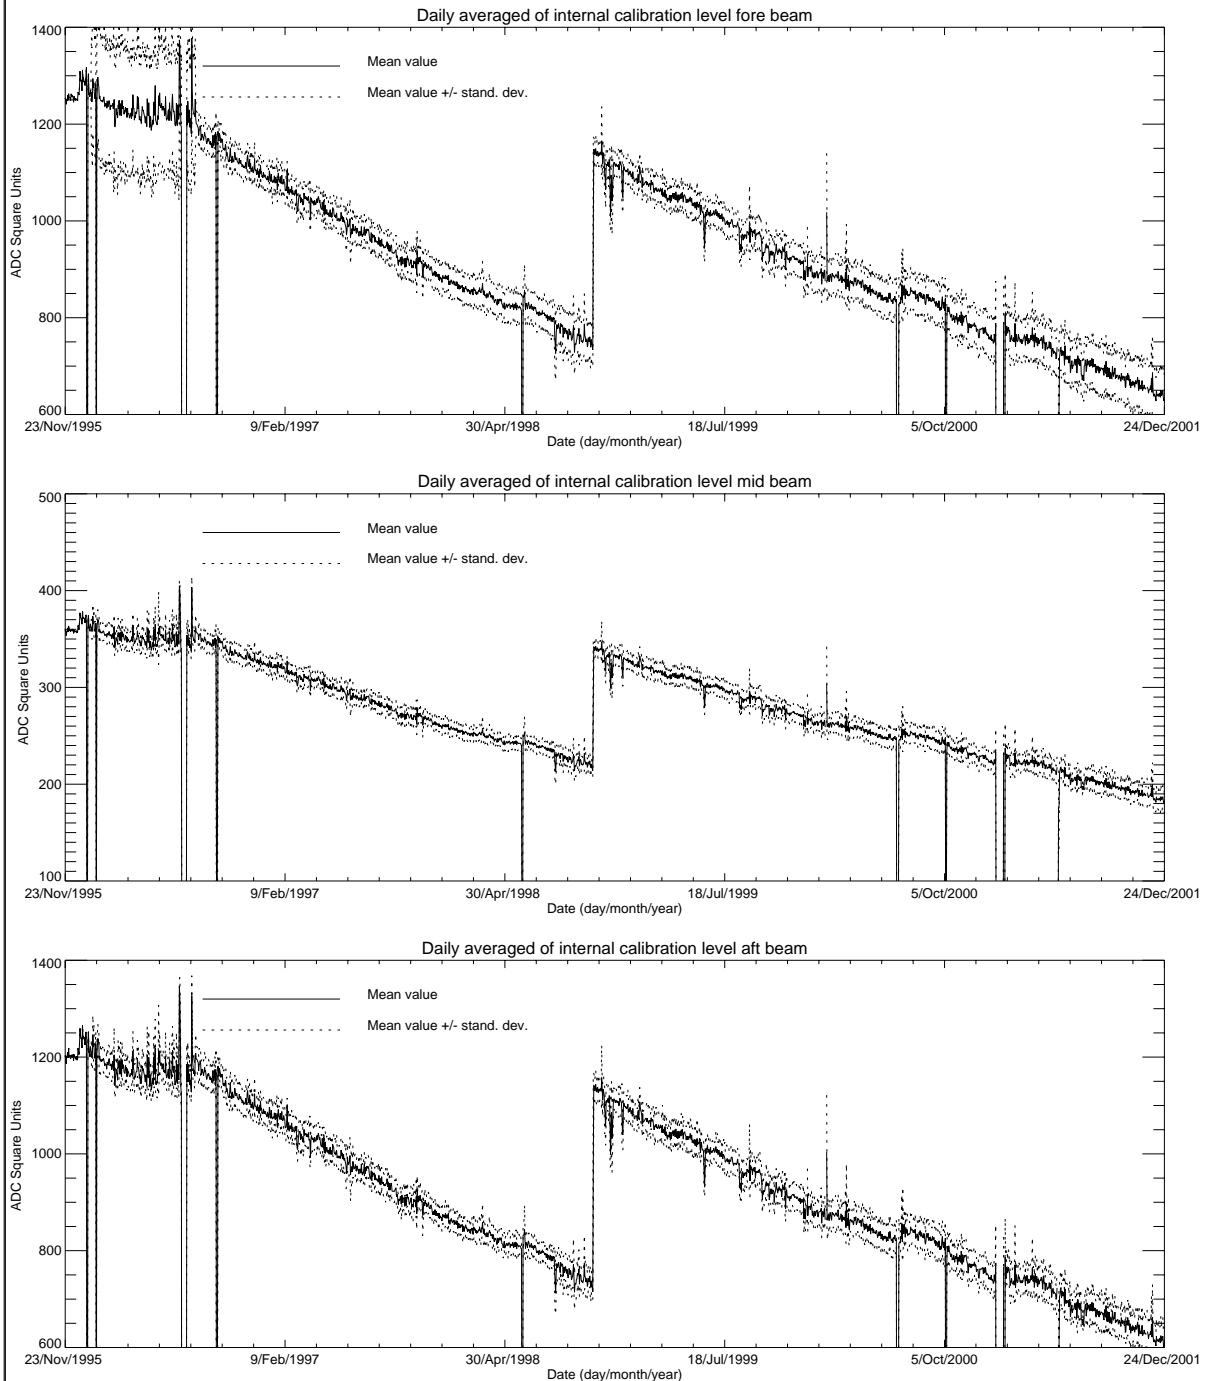 Daily averaged of internal calibration level fore beam
1400
1200
1000
800
600
ADC Square Units
Mean value
Mean value +/- stand. dev.
23/Nov/1995 9/Feb/1997 30/Apr/1998 18/Jul/1999 5/Oct/2000 24/Dec/2001
Date (day/month/year)
Daily averaged of internal calibration level mid beam
500
400
300
200
100
ADC Square Units
Mean value
Mean value +/- stand. dev.
23/Nov/1995 9/Feb/1997 30/Apr/1998 18/Jul/1999 5/Oct/2000 24/Dec/2001
Date (day/month/year)
Daily averaged of internal calibration level aft beam
1400
1200
1000
800
600
ADC Square Units
Mean value
Mean value +/- stand. dev.
23/Nov/1995 9/Feb/1997 30/Apr/1998 18/Jul/1999 5/Oct/2000 24/Dec/2001
Date (day/month/year)